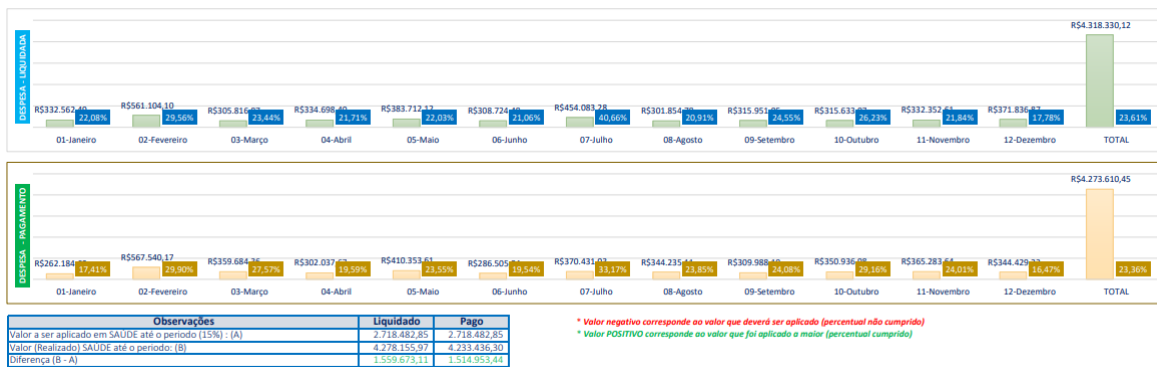 DESPESA - LIQUIDADA
R$4.318.330,12
R$561.104,10
R$454.083,28
22,08% 29,56% 23,44% 21,71% 22,03% 21,06% 40,66% 20,91% 24,55% 26,23% 21,84% 17,78% 23,61%
01-Janeiro 02-Fevereiro 03-Março 04-Abril 05-Maio 06-Junho 07-Julho 08-Agosto 09-Setembro 10-Outubro 11-Novembro 12-Dezembro TOTAL
DESPESA - PAGAMENTO
R$4.273.610,45
R$567.540,17
R$410.353,61
17,41% 29,90% 27,57% 19,59% 23,55% 19,54% 33,17% 23,85% 24,08% 29,16% 24,01% 16,47% 23,36%
01-Janeiro 02-Fevereiro 03-Março 04-Abril 05-Maio 06-Junho 07-Julho 08-Agosto 09-Setembro 10-Outubro 11-Novembro 12-Dezembro TOTAL
Observações Liquidado Pago
Valor a ser aplicado em SAÚDE até o periodo (15%) : (A) 2.718.482,85 2.718.482,85
Valor (Realizado) SAÚDE até o periodo: (B) 4.278.155,97 4.233.436,30
Diferença (B - A) 1.559.673,11 1.514.953,44
* Valor negativo corresponde ao valor que deverá ser aplicado (percentual não cumprido)
* Valor POSITIVO corresponde ao valor que foi aplicado a maior (percentual cumprido)